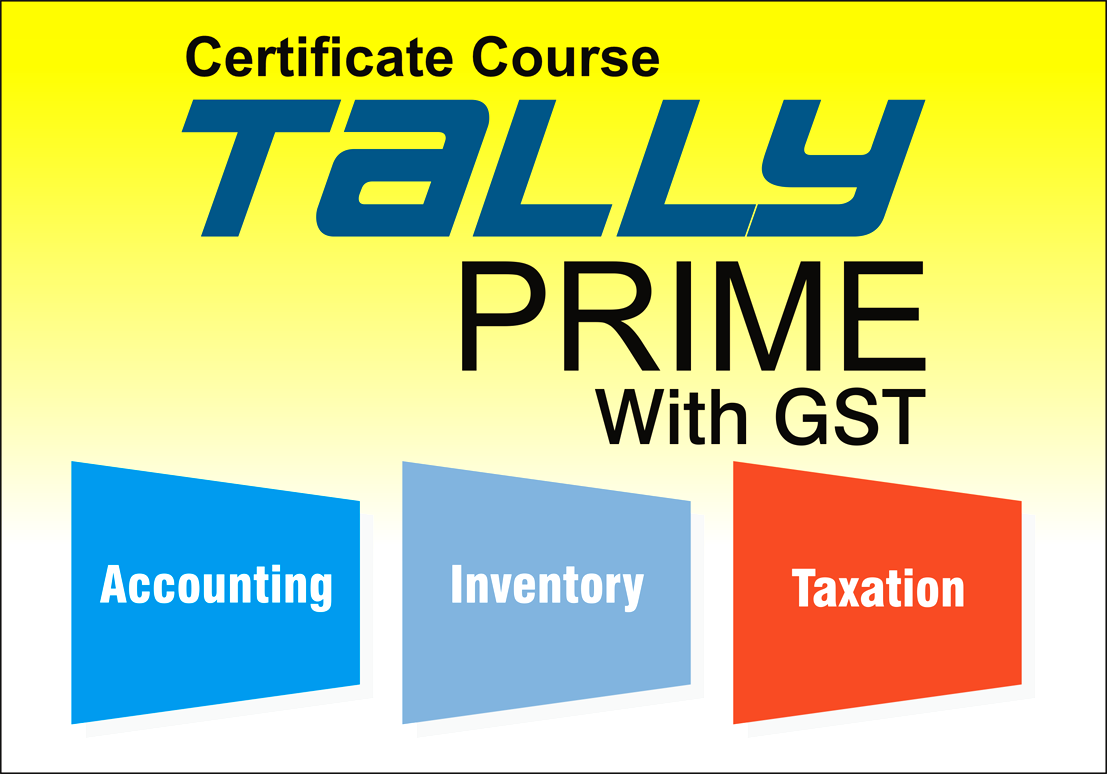 Certificate Course
Tally
PRIME
With GST
Accounting
Inventory
Taxation